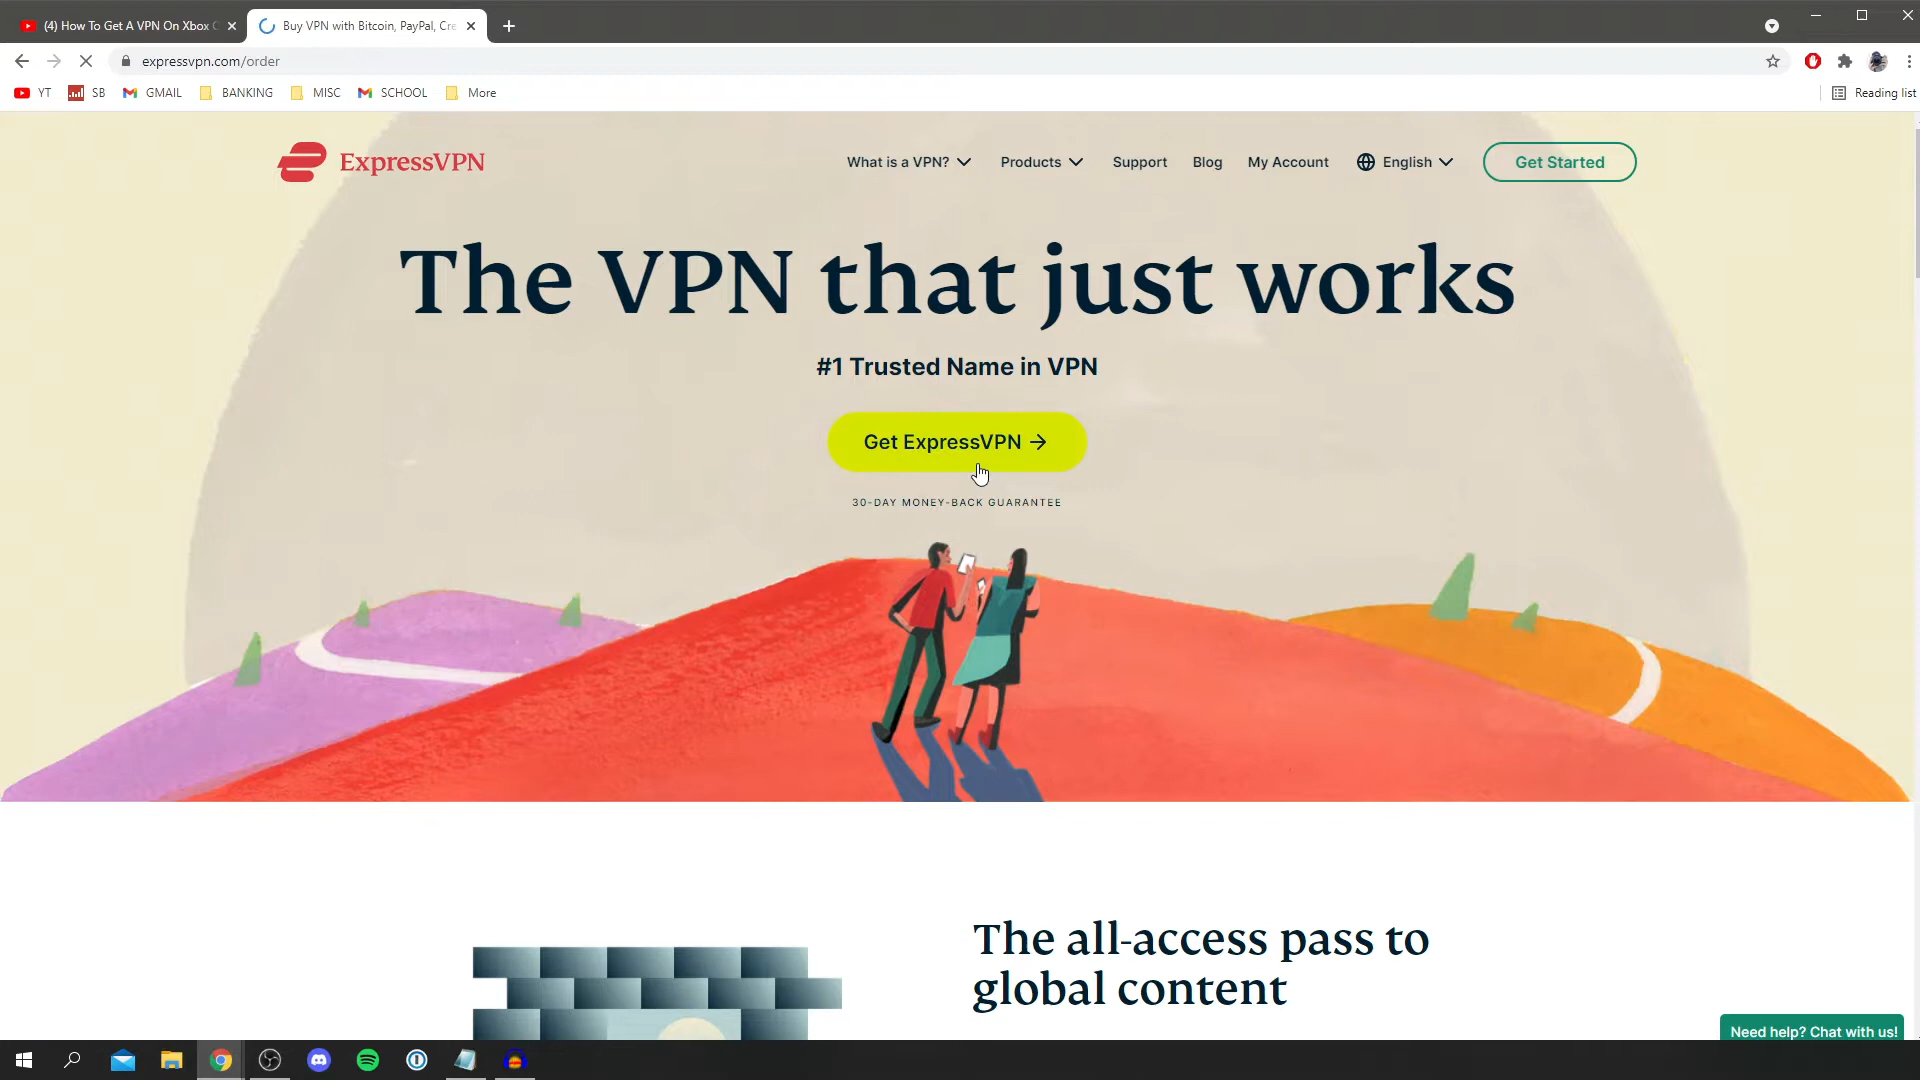 (4) How To Get A VPN On Xbox
Buy VPN with Bitcoin, PayPal, Cre
expressvpn.com/order
YT
SB
GMAIL
BANKING
MISC
SCHOOL
More
Reading list
ExpressVPN
What is a VPN?
Products
Support
Blog
My Account
English
Get Started
The VPN that just works
#1 Trusted Name in VPN
Get ExpressVPN →
30-DAY MONEY-BACK GUARANTEE
The all-access pass to
global content
Need help? Chat with us!